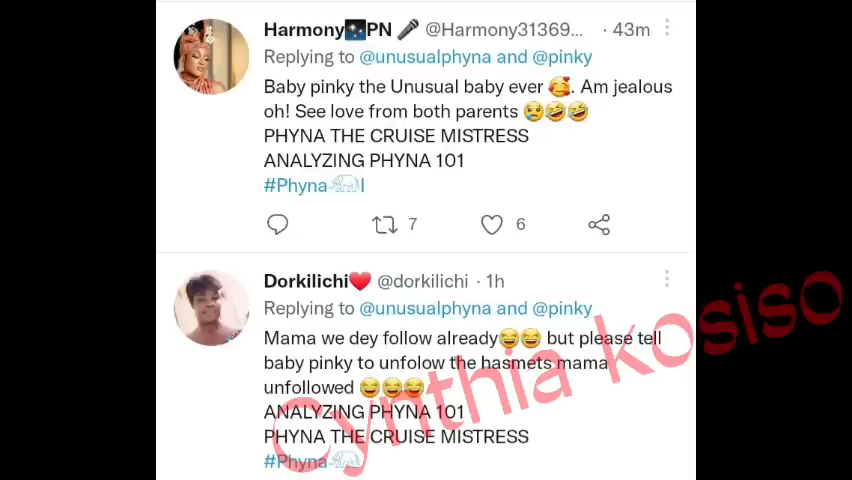 Harmony🌃PN 🎤 @Harmony31369... · 43m
Replying to @unusualphyna and @pinky
Baby pinky the Unusual baby ever 🥰. Am jealous
oh! See love from both parents 😢🤣🤣
PHYNA THE CRUISE MISTRESS
ANALYZING PHYNA 101
#Phyna🐘I
7
6
Dorkilichi❤️ @dorkilichi · 1h
Replying to @unusualphyna and @pinky
Mama we dey follow already😂😂 but please tell
baby pinky to unfolow the hasmets mama
unfollowed 😂😂😂
ANALYZING PHYNA 101
PHYNA THE CRUISE MISTRESS
#Phyna🐘
Cynthia kosiso